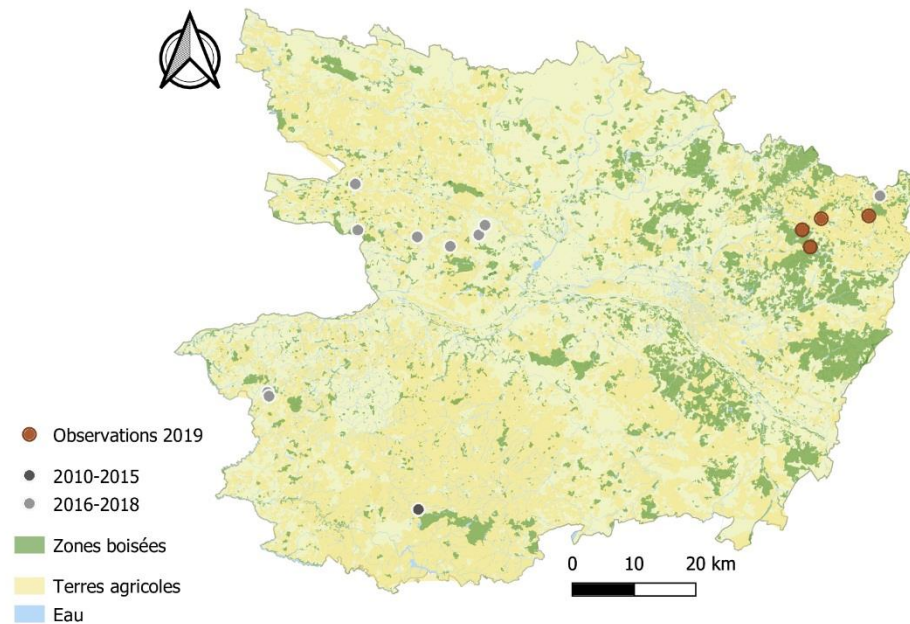 Observations 2019
2010-2015
2016-2018
Zones boisées
Terres agricoles
Eau
0 10 20 km